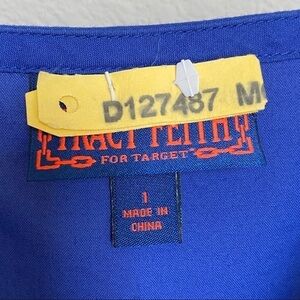 D127487 M
TRACY FEITH
FOR TARGET
1
MADE IN
CHINA